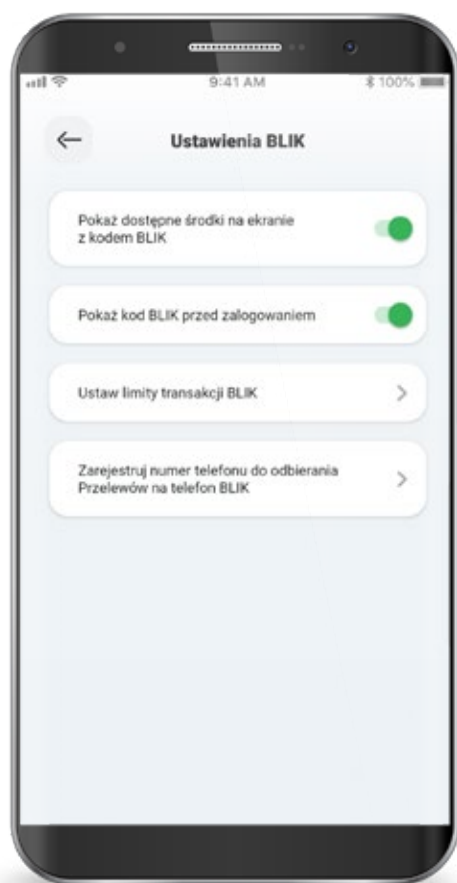 9:41 AM
100%
Ustawienia BLIK
Pokaż dostępne środki na ekranie
z kodem BLIK
Pokaż kod BLIK przed zalogowaniem
Ustaw limity transakcji BLIK
Zarejestruj numer telefonu do odbierania
Przelewów na telefon BLIK